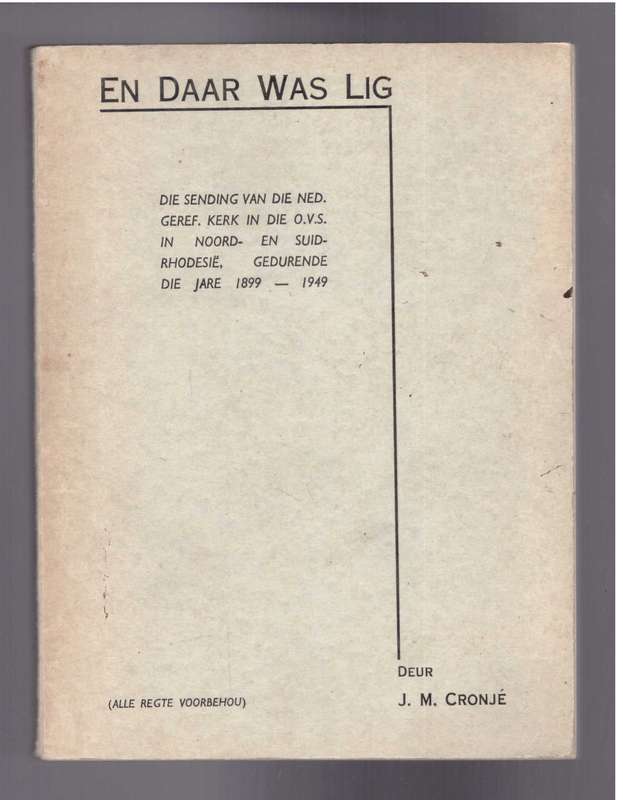 EN DAAR WAS LIG
DIE SENDING VAN DIE NED.
GEREF. KERK IN DIE O.V.S.
IN NOORD- EN SUID-
RHODESIË, GEDURENDE
DIE JARE 1899 — 1949
DEUR
J. M. CRONJÉ
(ALLE REGTE VOORBEHOU)